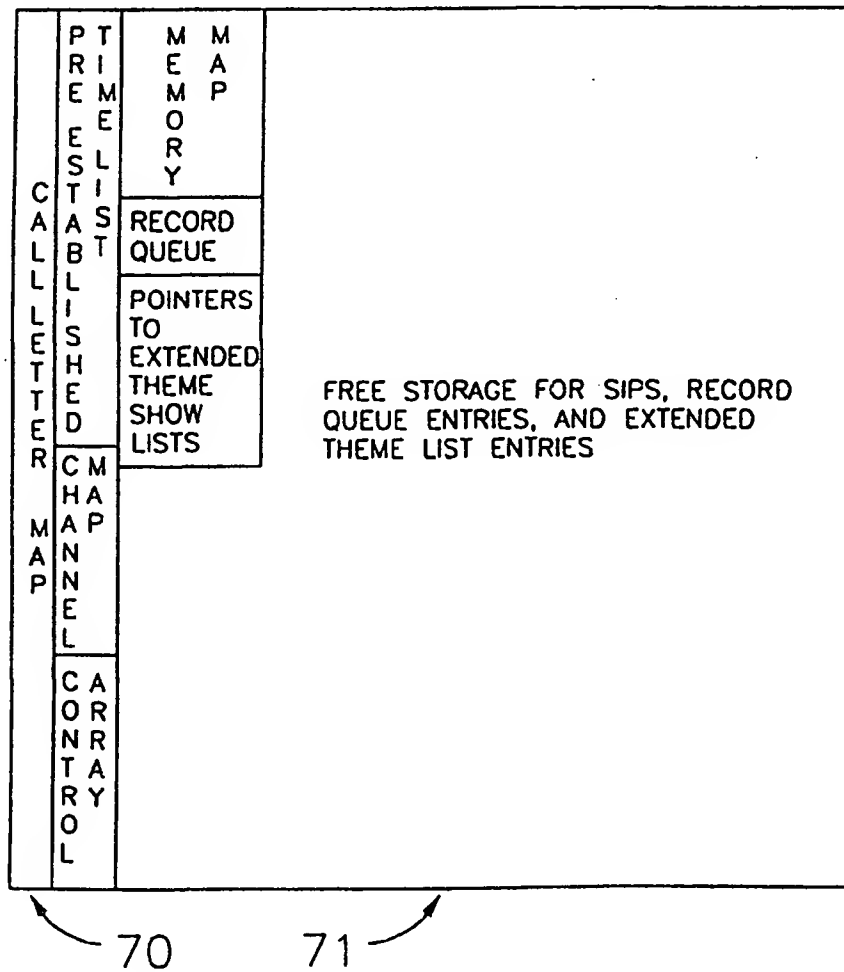 CALL LETTER MAP
PRE ESTABLISHED
TIME LIST
CHANNEL
MAP
CONTROL
ARRAY
MEMORY
MAP
RECORD
QUEUE
POINTERS
TO
EXTENDED
THEME
SHOW
LISTS
FREE STORAGE FOR SIPS, RECORD
QUEUE ENTRIES, AND EXTENDED
THEME LIST ENTRIES
70
71